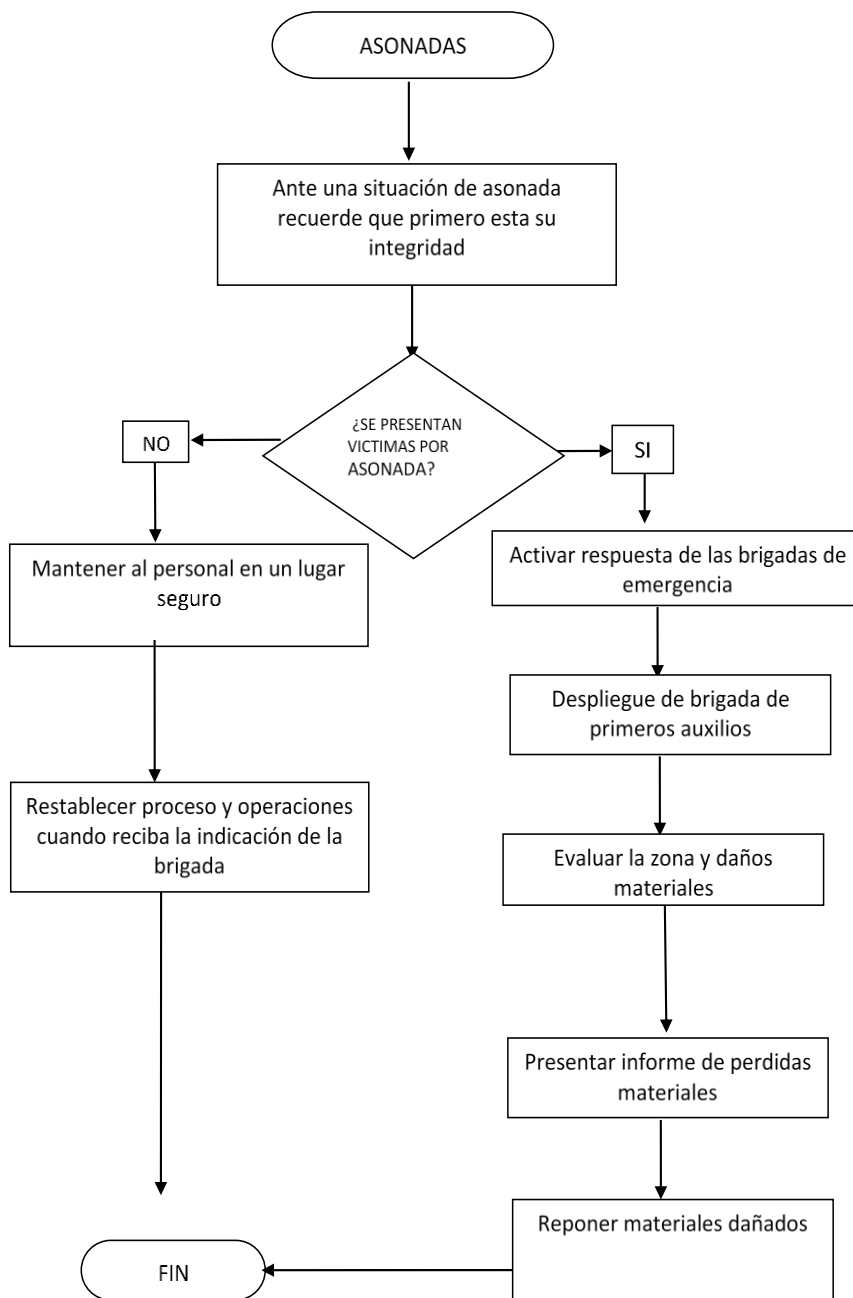 ASONADAS
Ante una situación de asonada
recuerde que primero esta su
integridad
¿SE PRESENTAN
VICTIMAS POR
ASONADA?
NO
SI
Mantener al personal en un lugar
seguro
Restablecer proceso y operaciones
cuando reciba la indicación de la
brigada
Activar respuesta de las brigadas de
emergencia
Despliegue de brigada de
primeros auxilios
Evaluar la zona y daños
materiales
Presentar informe de perdidas
materiales
Reponer materiales dañados
FIN